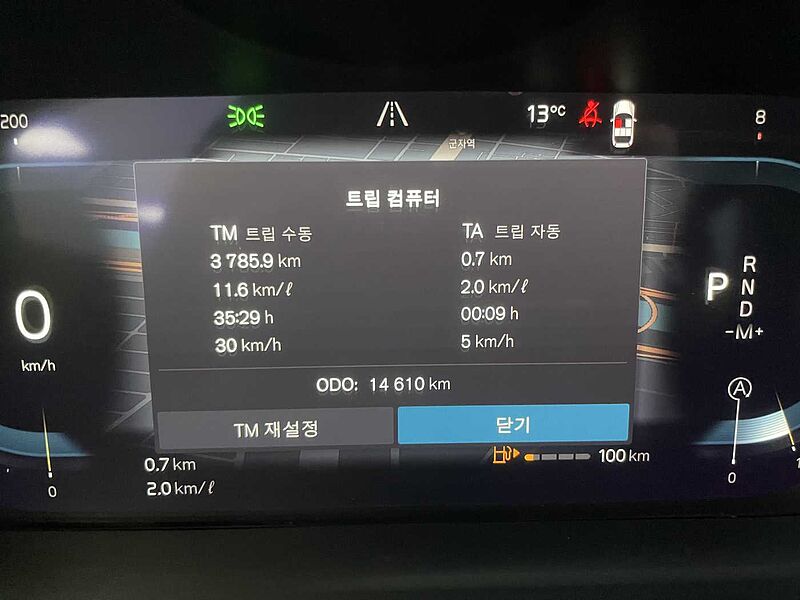 200
13°C
8
군자역
트립 컴퓨터
TM 트립 수동
TA 트립 자동
3 785.9 km
0.7 km
11.6 km/ℓ
2.0 km/ℓ
35:29 h
00:09 h
30 km/h
5 km/h
ODO: 14 610 km
TM 재설정
닫기
0
km/h
P
R
N
D
-M+
A
0.7 km
2.0 km/ℓ
100 km
0
0
1